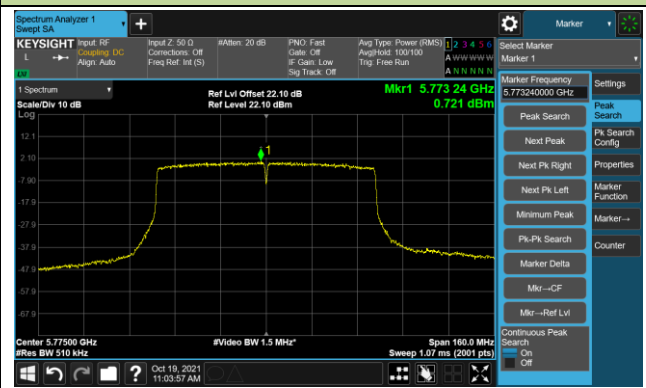 Spectrum Analyzer 1
Swept SA
KEYSIGHT
L
Input: RF
Coupling: DC
Align: Auto
Input Z: 50 Ω
Corrections: Off
Freq Ref: Int (S)
#Atten: 20 dB
PNO: Fast
Gate: Off
IF Gain: Low
Sig Track: Off
Avg Type: Power (RMS)
Avg|Hold: 100/100
Trig: Free Run
1 2 3 4 5 6
A W W W W W
A N N N N N
1 Spectrum
Scale/Div 10 dB
Log
Ref Lvl Offset 22.10 dB
Ref Level 22.10 dBm
Mkr1 5.773 24 GHz
0.721 dBm
12.1
2.10
-7.90
-17.9
-27.9
-37.9
-47.9
-57.9
-67.9
1
Center 5.77500 GHz
#Res BW 510 kHz
#Video BW 1.5 MHz*
Span 160.0 MHz
Sweep 1.07 ms (2001 pts)
Oct 19, 2021
11:03:57 AM
Marker
Select Marker
Marker 1
Marker Frequency
5.773240000 GHz
Peak Search
Next Peak
Next Pk Right
Next Pk Left
Minimum Peak
Pk-Pk Search
Marker Delta
Mkr→CF
Mkr→Ref Lvl
Continuous Peak
Search
On
Off
Settings
Peak
Search
Pk Search
Config
Properties
Marker
Function
Marker→
Counter